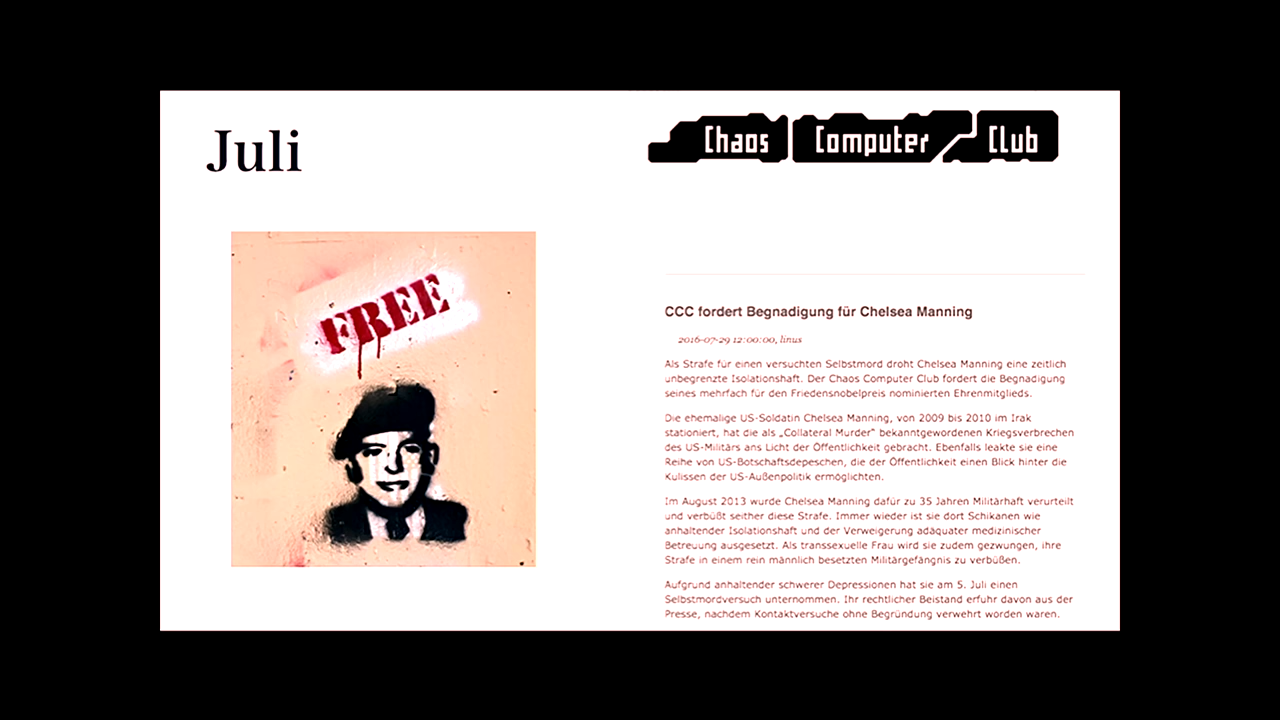 Juli
Chaos Computer Club
FREE
CCC fordert Begnadigung für Chelsea Manning
2016-07-29 12:00:00, linus
Als Strafe für einen versuchten Selbstmord droht Chelsea Manning eine zeitlich
unbegrenzte Isolationshaft. Der Chaos Computer Club fordert die Begnadigung
seines mehrfach für den Friedensnobelpreis nominierten Ehrenmitglieds.
Die ehemalige US-Soldatin Chelsea Manning, von 2009 bis 2010 im Irak
stationiert, hat die als „Collateral Murder“ bekanntgewordenen Kriegsverbrechen
des US-Militärs ans Licht der Öffentlichkeit gebracht. Ebenfalls leakte sie eine
Reihe von US-Botschaftsdepeschen, die der Öffentlichkeit einen Blick hinter die
Kulissen der US-Außenpolitik ermöglichten.
Im August 2013 wurde Chelsea Manning dafür zu 35 Jahren Militärhaft verurteilt
und verbüßt seither diese Strafe. Immer wieder ist sie dort Schikanen wie
anhaltender Isolationshaft und der Verweigerung adäquater medizinischer
Betreuung ausgesetzt. Als transsexuelle Frau wird sie zudem gezwungen, ihre
Strafe in einem rein männlich besetzten Militärgefängnis zu verbüßen.
Aufgrund anhaltender schwerer Depressionen hat sie am 5. Juli einen
Selbstmordversuch unternommen. Ihr rechtlicher Beistand erfuhr davon aus der
Presse, nachdem Kontaktversuche ohne Begründung verwehrt worden waren.